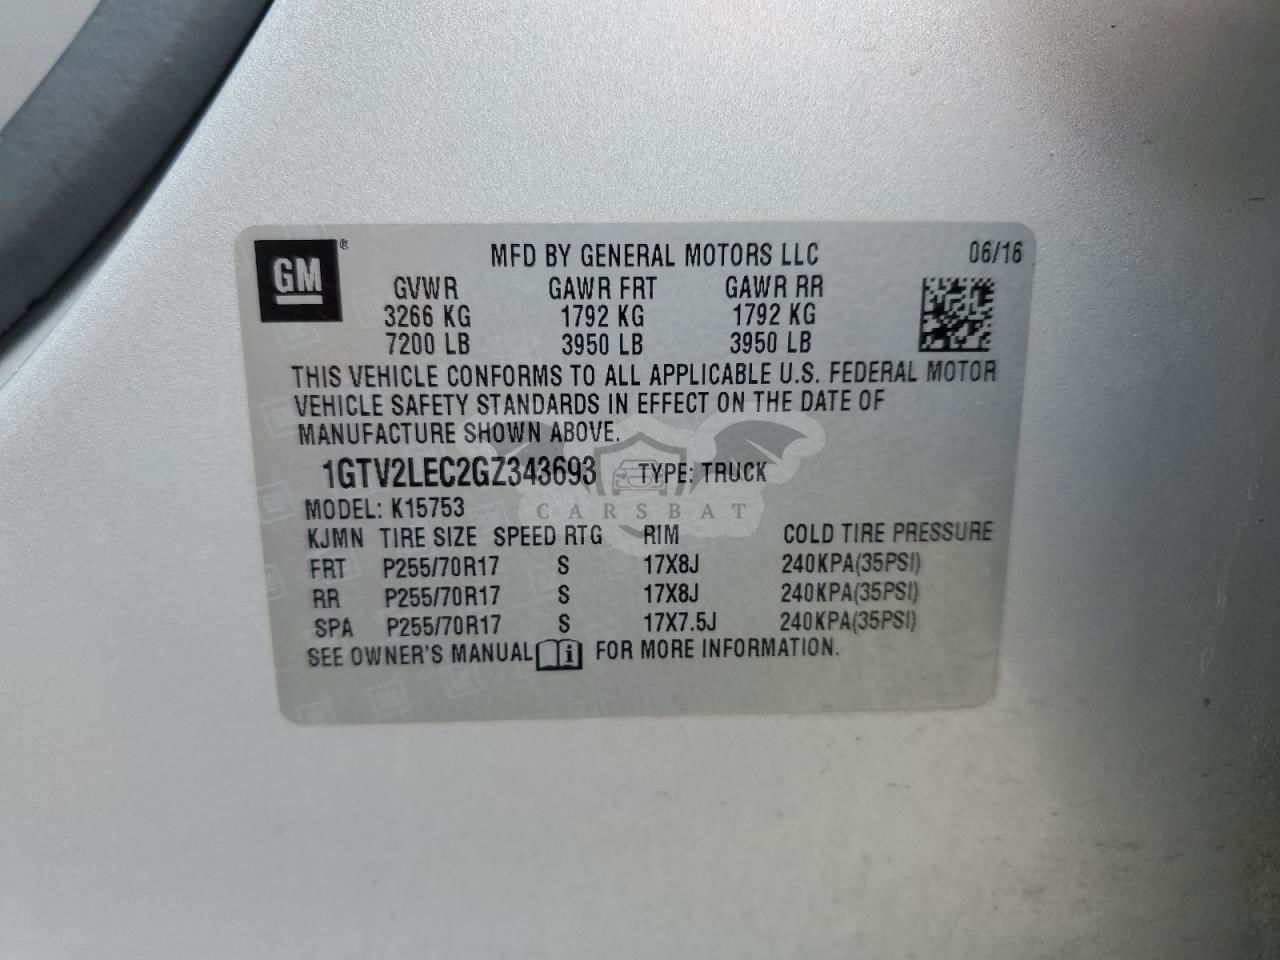 GM ® MFD BY GENERAL MOTORS LLC 06/16
GVWR GAWR FRT GAWR RR
3266 KG 1792 KG 1792 KG
7200 LB 3950 LB 3950 LB
THIS VEHICLE CONFORMS TO ALL APPLICABLE U.S. FEDERAL MOTOR
VEHICLE SAFETY STANDARDS IN EFFECT ON THE DATE OF
MANUFACTURE SHOWN ABOVE.
1GTV2LEC2GZ343693 TYPE: TRUCK
CARSBAT
MODEL: K15753
KJMN TIRE SIZE SPEED RTG RIM COLD TIRE PRESSURE
FRT P255/70R17 S 17X8J 240KPA(35PSI)
RR P255/70R17 S 17X8J 240KPA(35PSI)
SPA P255/70R17 S 17X7.5J 240KPA(35PSI)
SEE OWNER'S MANUAL i FOR MORE INFORMATION.